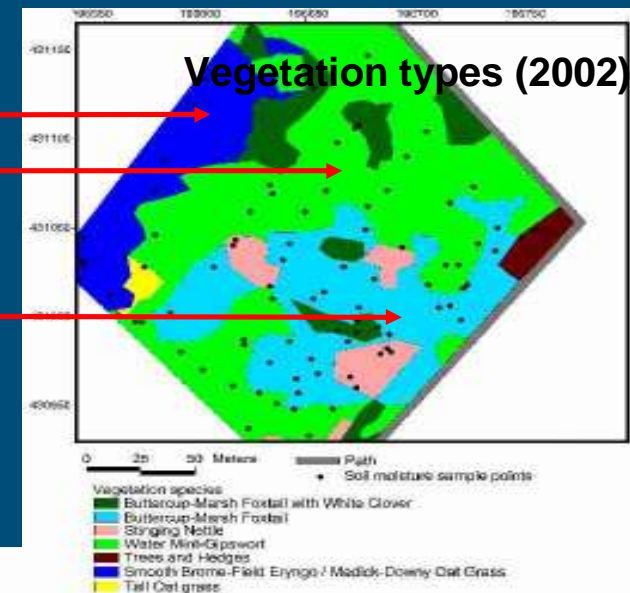 Vegetation types (2002)
0 25 50 Meters Path
Soil moisture sample points
Vegetation species
Buttercup-Marsh Foxtail with White Clover
Buttercup-Marsh Foxtail
Stinging Nettle
Water Mint-Gipswort
Trees and Hedges
Smooth Brome-Field Eryngo / Medick-Downy Oat Grass
Tall Oat grass